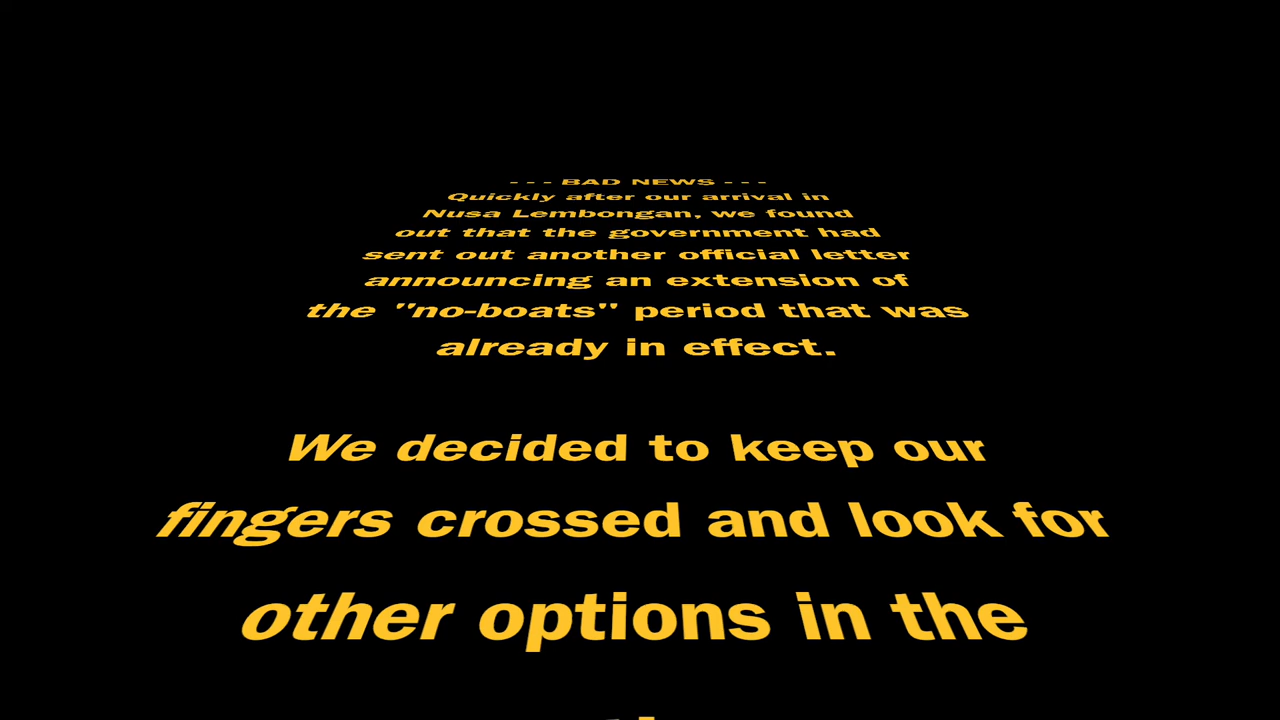 - - - BAD NEWS - - -
Quickly after our arrival in
Nusa Lembongan, we found
out that the government had
sent out another official letter
announcing an extension of
the "no-boats" period that was
already in effect.
We decided to keep our
fingers crossed and look for
other options in the